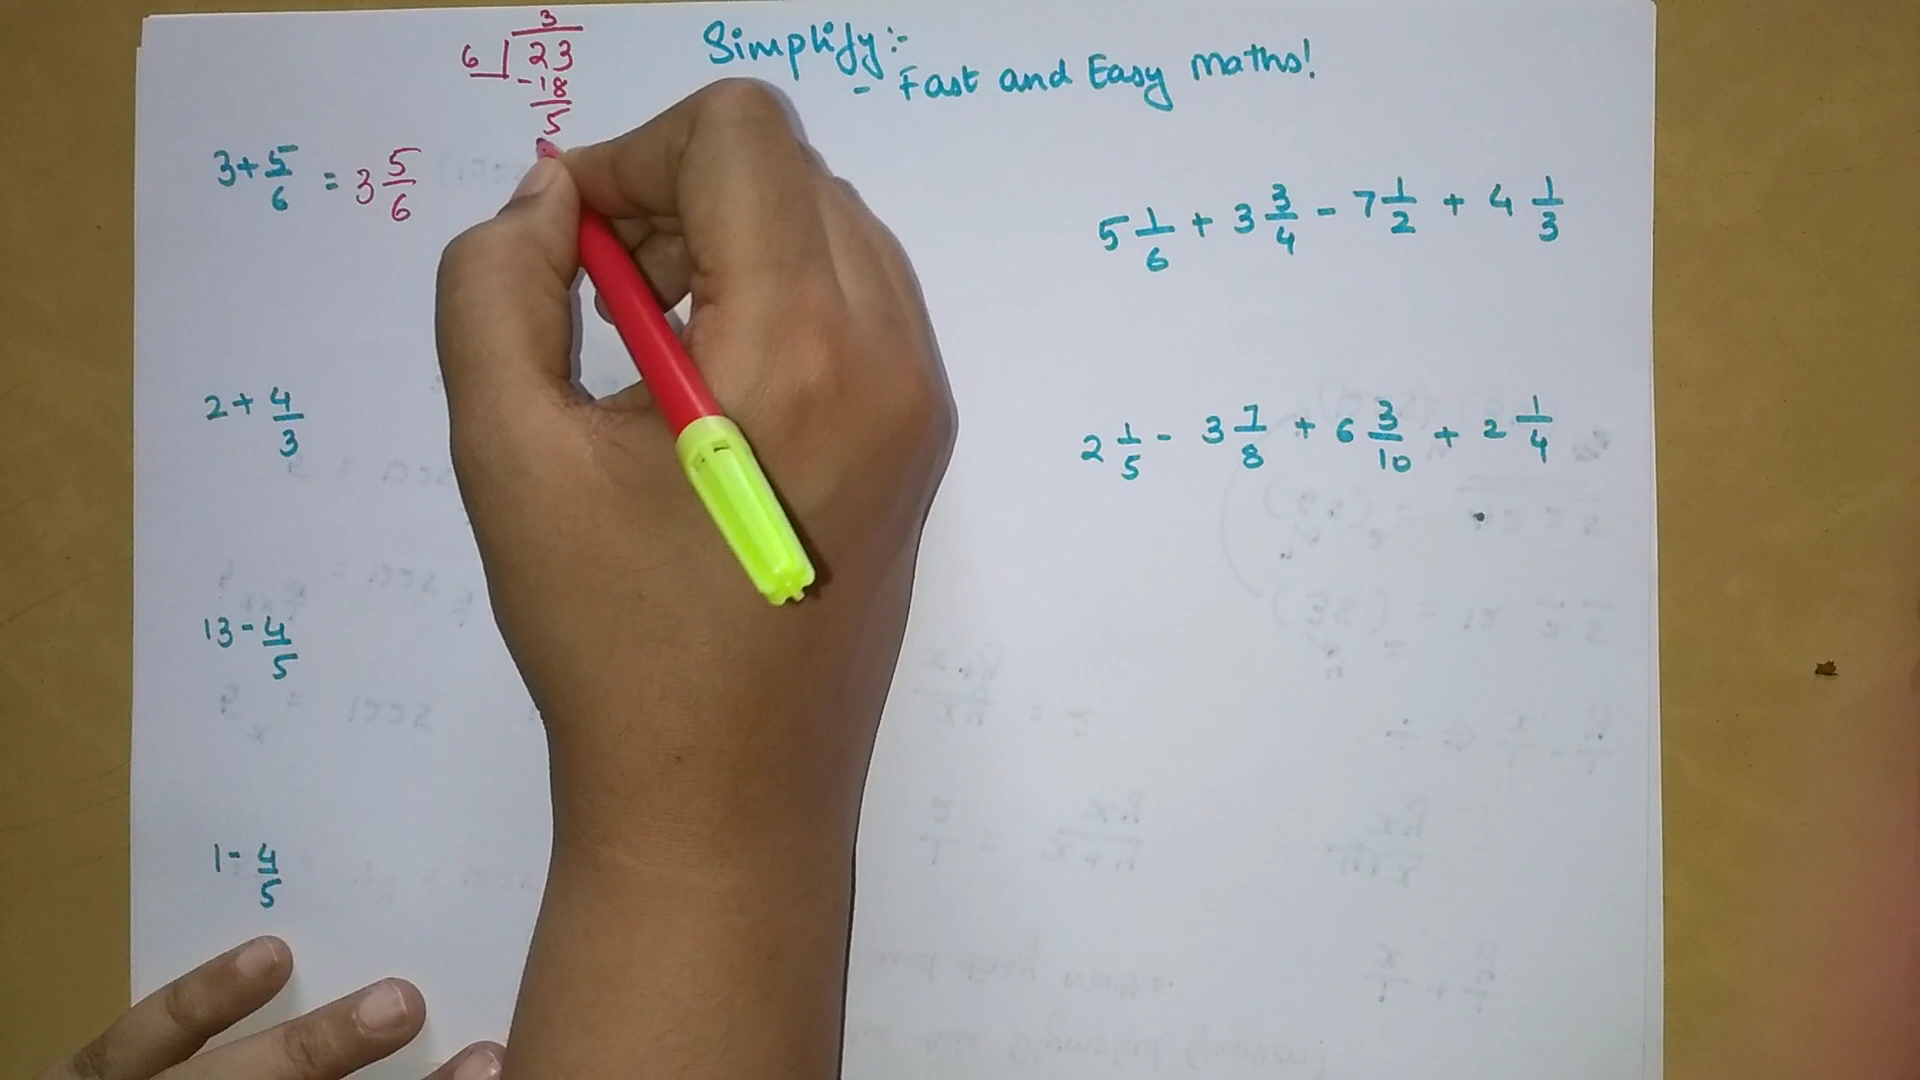 Simplify:-
- Fast and Easy maths!
3
6 23
-18
5
3 + 5/6 = 3 5/6
2 + 4/3
13 - 4/5
1 - 4/5
5 1/6 + 3 3/4 - 7 1/2 + 4 1/3
2 1/5 - 3 7/8 + 6 3/10 + 2 1/4